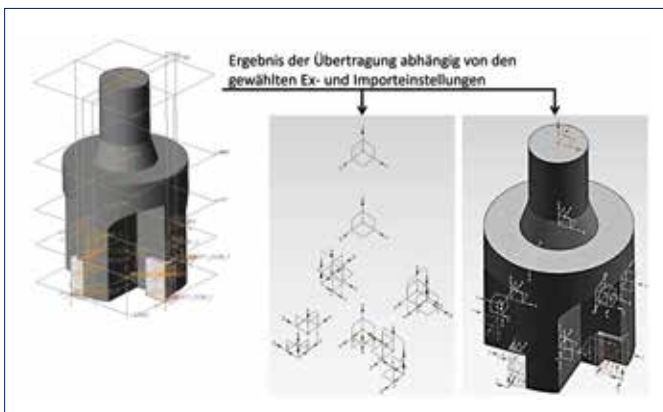 Ergebnis der Übertragung abhängig von den
gewählten Ex- und Importeinstellungen